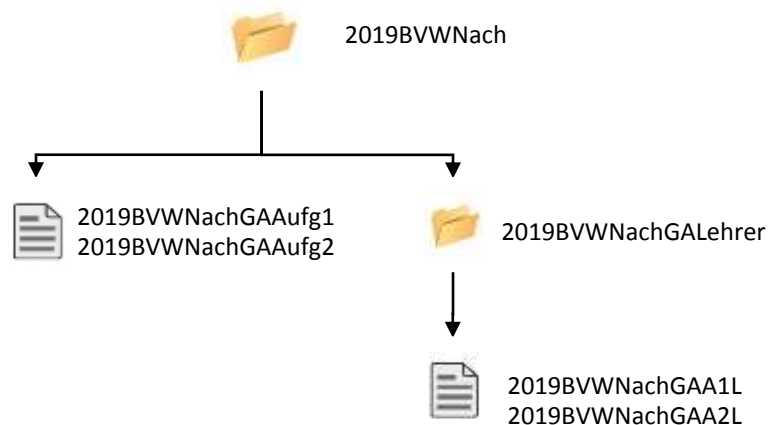 2019BVWNach
2019BVWNachGAAufg1
2019BVWNachGAAufg2
2019BVWNachGALehrer
2019BVWNachGAA1L
2019BVWNachGAA2L